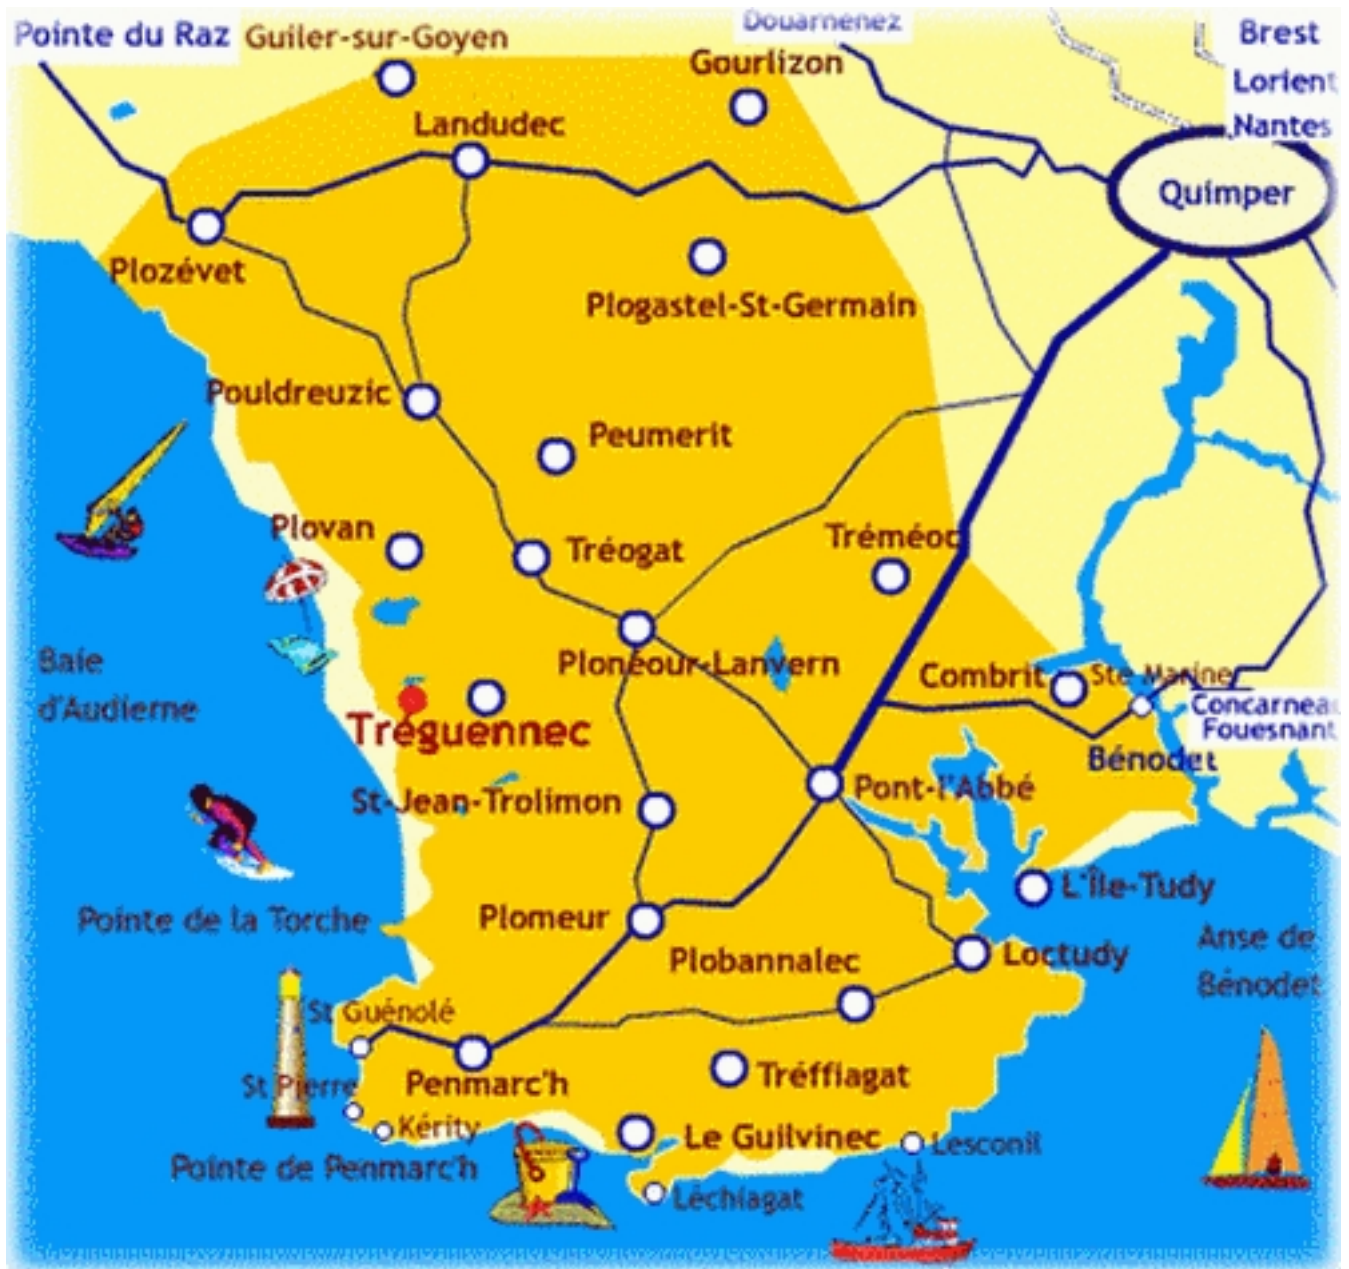 Pointe du Raz
Guiler-sur-Goyen
Douarnenez
Brest
Gourlizon
Lorient
Landudec
Nantes
Quimper
Plozévet
Plogastel-St-Germain
Pouldreuzic
Peumerit
Plovan
Tréogat
Tréméoc
Baie
d'Audierne
Plonéour-Lanvern
Combrit
Ste Marine
Concarneau
Fouesnant
Tréguennec
Bénodet
St-Jean-Trolimon
Pont-l'Abbé
L'Île-Tudy
Pointe de la Torche
Plomeur
Anse de
Bénodet
Plobannalec
Loctudy
St Guénolé
St Pierre
Penmarc'h
Tréffiagat
Kérity
Le Guilvinec
Lesconil
Pointe de Penmarc'h
Léchiagat